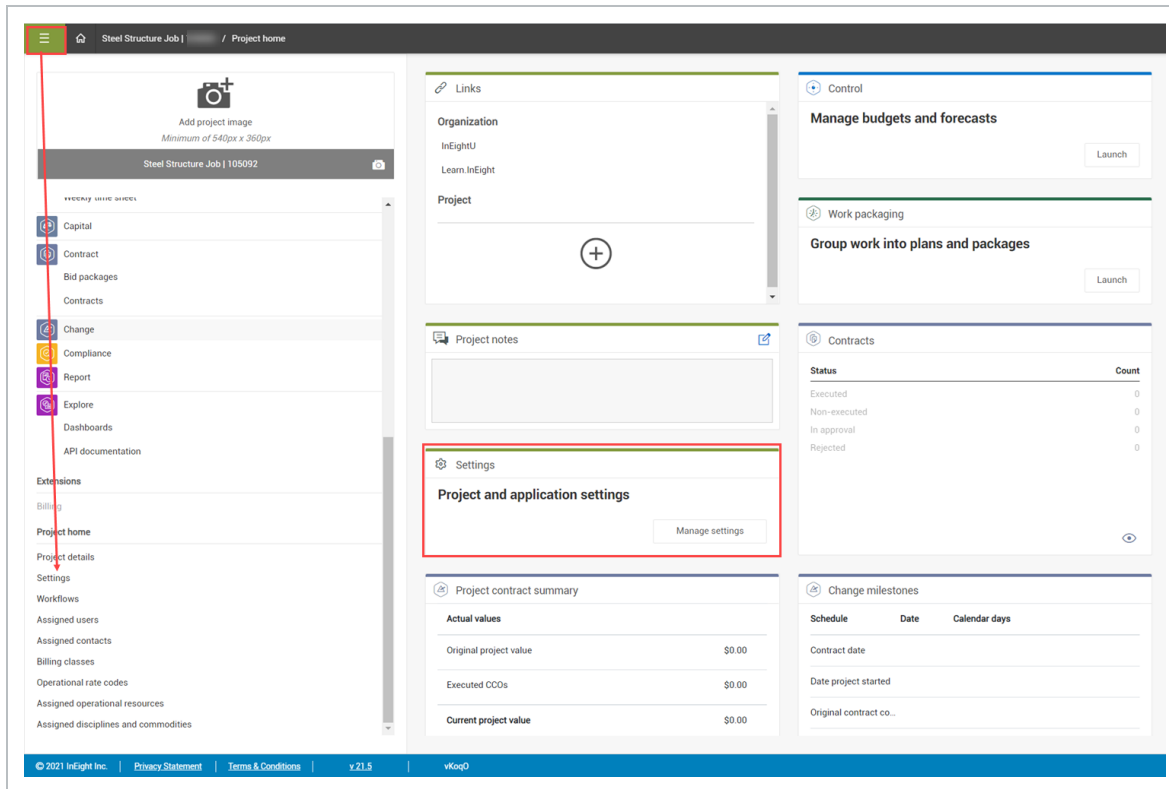 Steel Structure Job | / Project home
Add project image
Minimum of 540px x 360px
Steel Structure Job | 105092
Weekly time sheet
Capital
Contract
Bid packages
Contracts
Change
Compliance
Report
Explore
Dashboards
API documentation
Extensions
Billing
Project home
Project details
Settings
Workflows
Assigned users
Assigned contacts
Billing classes
Operational rate codes
Assigned operational resources
Assigned disciplines and commodities
Links
Organization
InEightU
Learn.InEight
Project
Project notes
Settings
Project and application settings
Manage settings
Project contract summary
Actual values
Original project value $0.00
Executed CCOs $0.00
Current project value $0.00
Control
Manage budgets and forecasts
Launch
Work packaging
Group work into plans and packages
Launch
Contracts
Status Count
Executed 0
Non-executed 0
In approval 0
Rejected 0
Change milestones
Schedule Date Calendar days
Contract date
Date project started
Original contract co...
© 2021 InEight Inc. | Privacy Statement | Terms & Conditions | v 21.5 | vKoqO